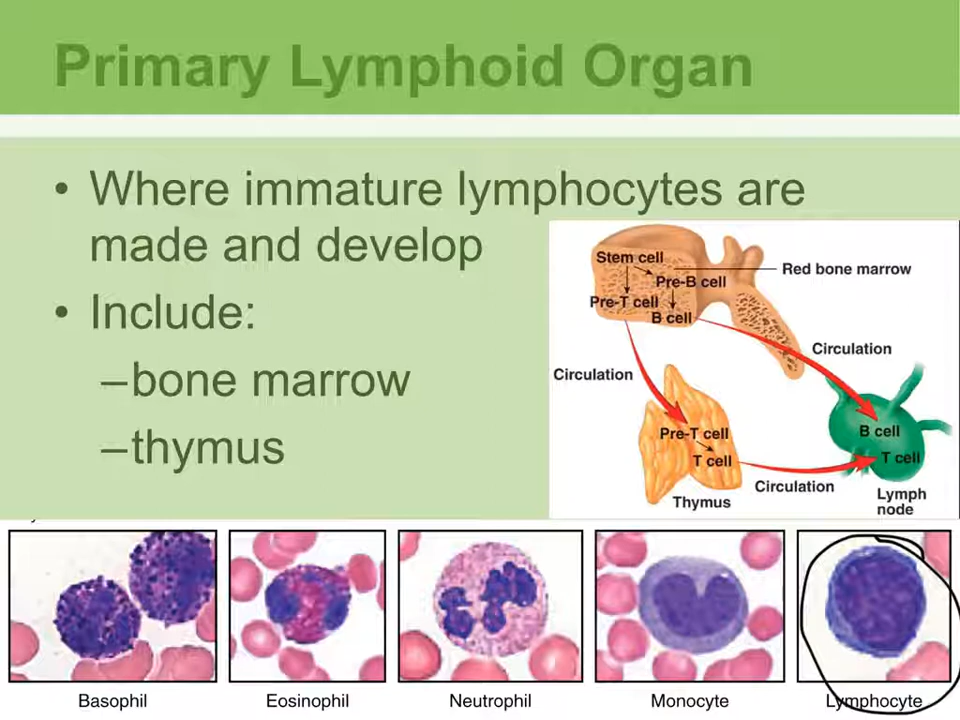 Primary Lymphoid Organ
• Where immature lymphocytes are
made and develop
• Include:
–bone marrow
–thymus
Stem cell
Pre-B cell
Pre-T cell
B cell
Red bone marrow
Circulation
Circulation
Pre-T cell
T cell
Thymus
Circulation
B cell
T cell
Lymph
node
Basophil
Eosinophil
Neutrophil
Monocyte
Lymphocyte